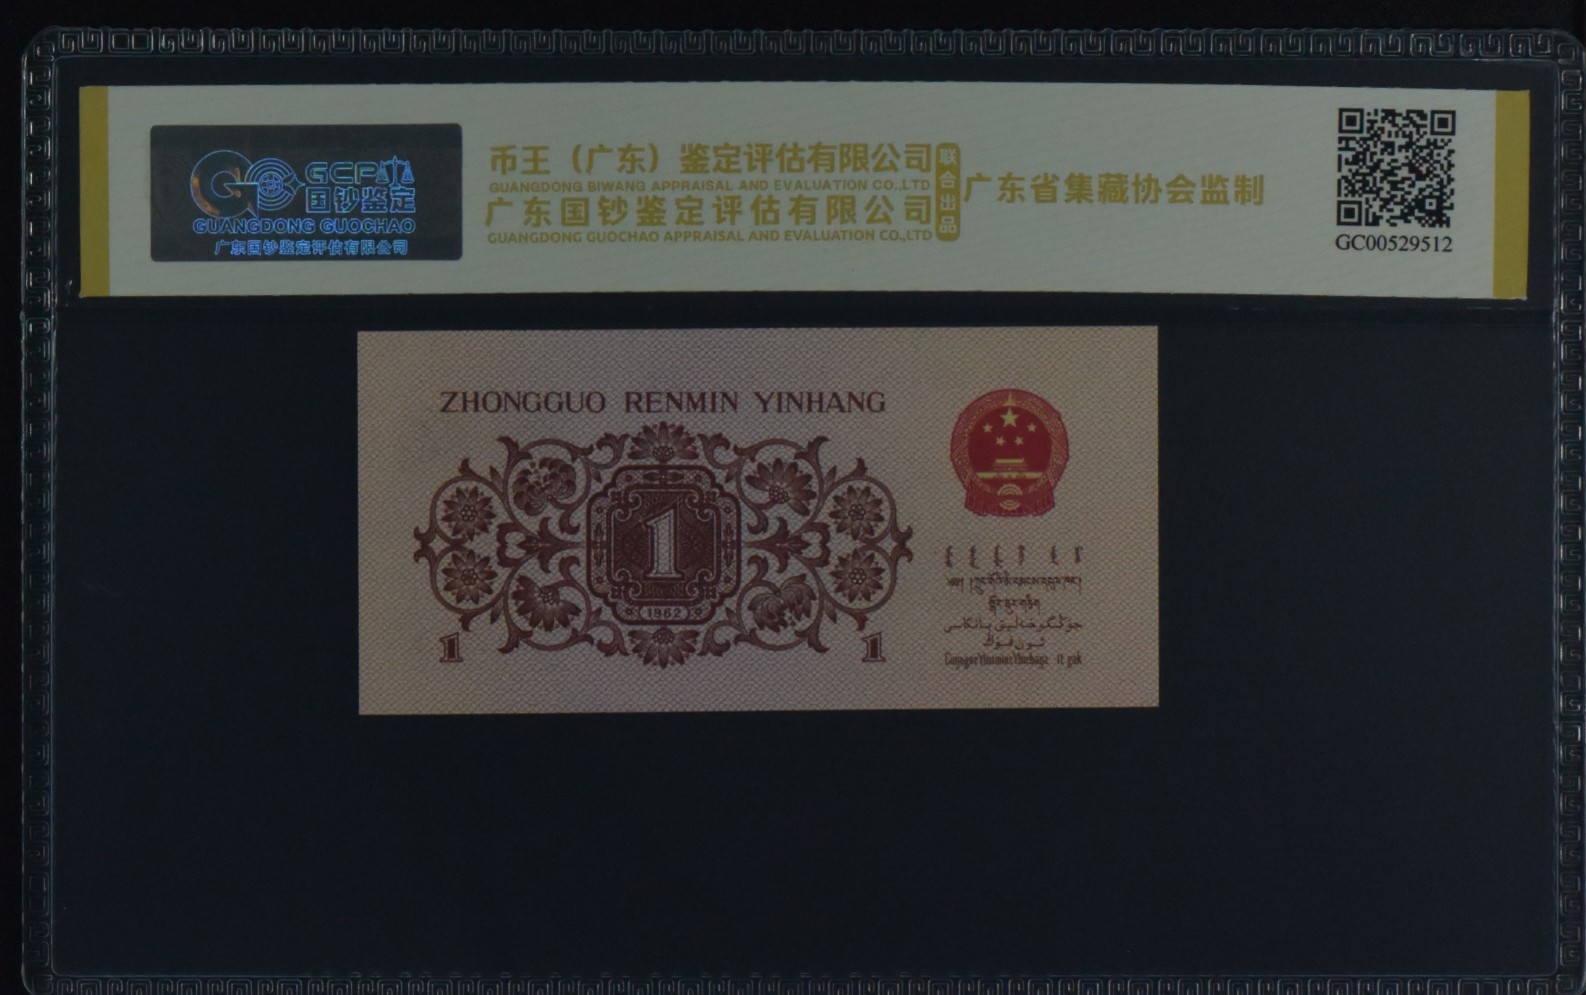 GCP
国钞鉴定
GUANGDONG GUOCHAO
广东国钞鉴定评估有限公司
币王（广东）鉴定评估有限公司
GUANGDONG BIWANG APPRAISAL AND EVALUATION CO.,LTD
广东国钞鉴定评估有限公司
GUANGDONG GUOCHAO APPRAISAL AND EVALUATION CO.,LTD
联合出品
广东省集藏协会监制
GC00529512
ZHONGGUO RENMIN YINHANG
1
1962
1 1